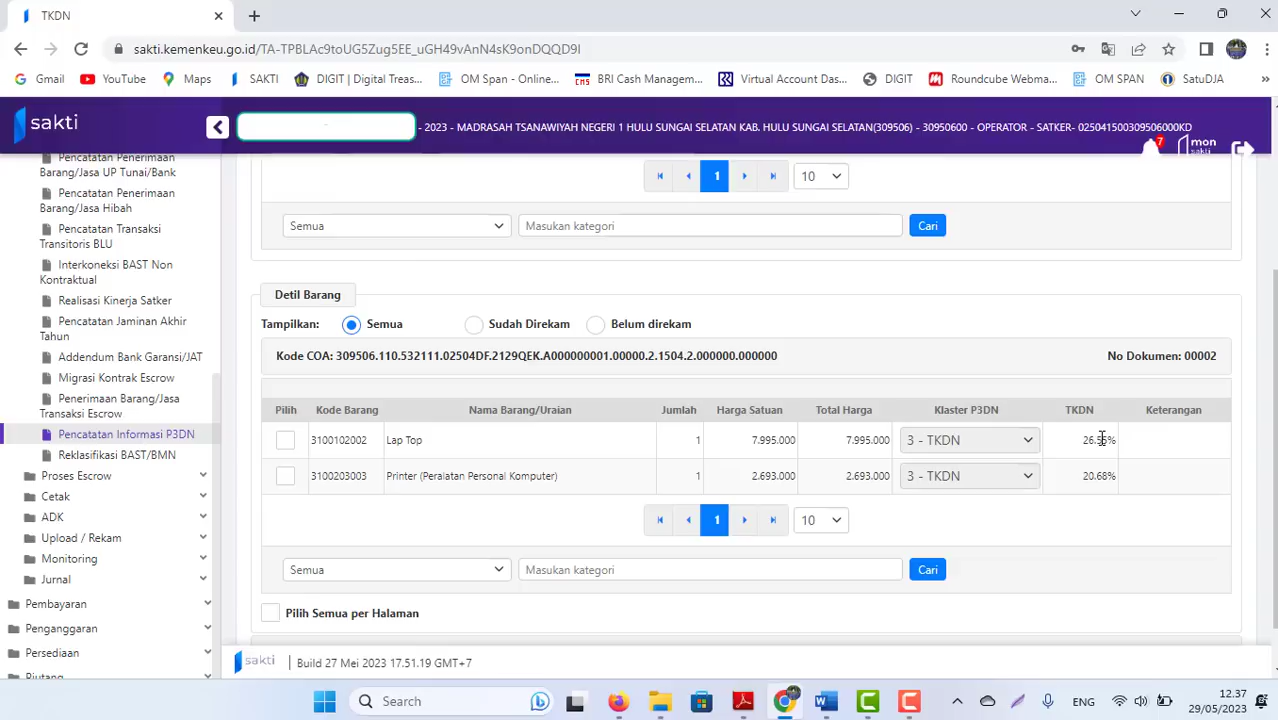 TKDN
sakti.kemenkeu.go.id/TA-TPBLAc9toUG5Zug5EE_uGH49vAnN4sK9onDQQD9I
Gmail YouTube Maps SAKTI DIGIT | Digital Treas... OM Span - Online... BRI Cash Managem... Virtual Account Das... DIGIT Roundcube Webma... OM SPAN SatuDJA »
sakti - 2023 - MADRASAH TSANAWIYAH NEGERI 1 HULU SUNGAI SELATAN KAB. HULU SUNGAI SELATAN(309506) - 30950600 - OPERATOR - SATKER- 025041500309506000KD
7 mon sakti
Pencatatan Penerimaan
Barang/Jasa UP Tunai/Bank
Pencatatan Penerimaan
Barang/Jasa Hibah
Pencatatan Transaksi
Transitoris BLU
Interkoneksi BAST Non
Kontraktual
Realisasi Kinerja Satker
Pencatatan Jaminan Akhir
Tahun
Addendum Bank Garansi/JAT
Migrasi Kontrak Escrow
Penerimaan Barang/Jasa
Transaksi Escrow
Pencatatan Informasi P3DN
Reklasifikasi BAST/BMN
Proses Escrow
Cetak
ADK
Upload / Rekam
Monitoring
Jurnal
Pembayaran
Penganggaran
Persediaan
Piutang
1 10
Semua Masukan kategori Cari
Detil Barang
Tampilkan: Semua Sudah Direkam Belum direkam
Kode COA: 309506.110.532111.02504DF.2129QEK.A000000001.00000.2.1504.2.000000.000000 No Dokumen: 00002
Pilih Kode Barang Nama Barang/Uraian Jumlah Harga Satuan Total Harga Klaster P3DN TKDN Keterangan
3100102002 Lap Top 1 7.995.000 7.995.000 3 - TKDN
3100203003 Printer (Peralatan Personal Komputer) 1 2.693.000 2.693.000 3 - TKDN 20.68%
1 10
Semua Masukan kategori Cari
Pilih Semua per Halaman
sakti | Build 27 Mei 2023 17.51.19 GMT+7
Search ENG 12.37
29/05/2023